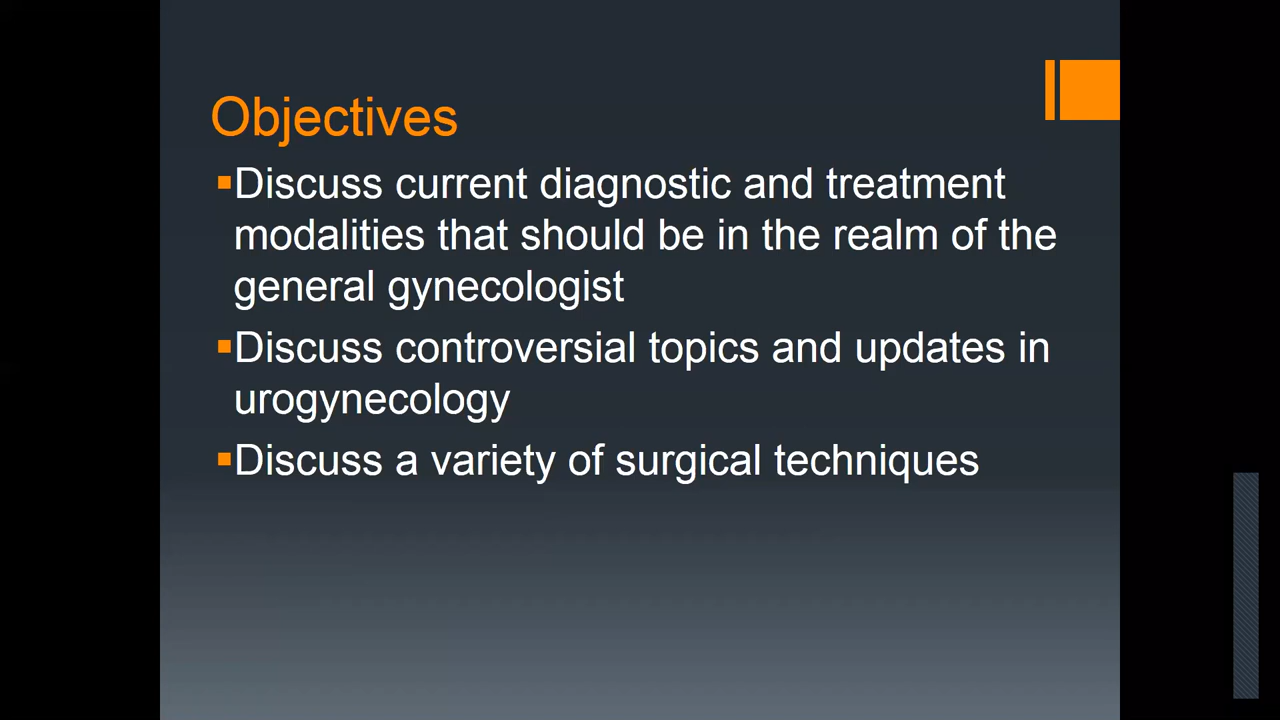 Objectives
Discuss current diagnostic and treatment
modalities that should be in the realm of the
general gynecologist
Discuss controversial topics and updates in
urogynecology
Discuss a variety of surgical techniques